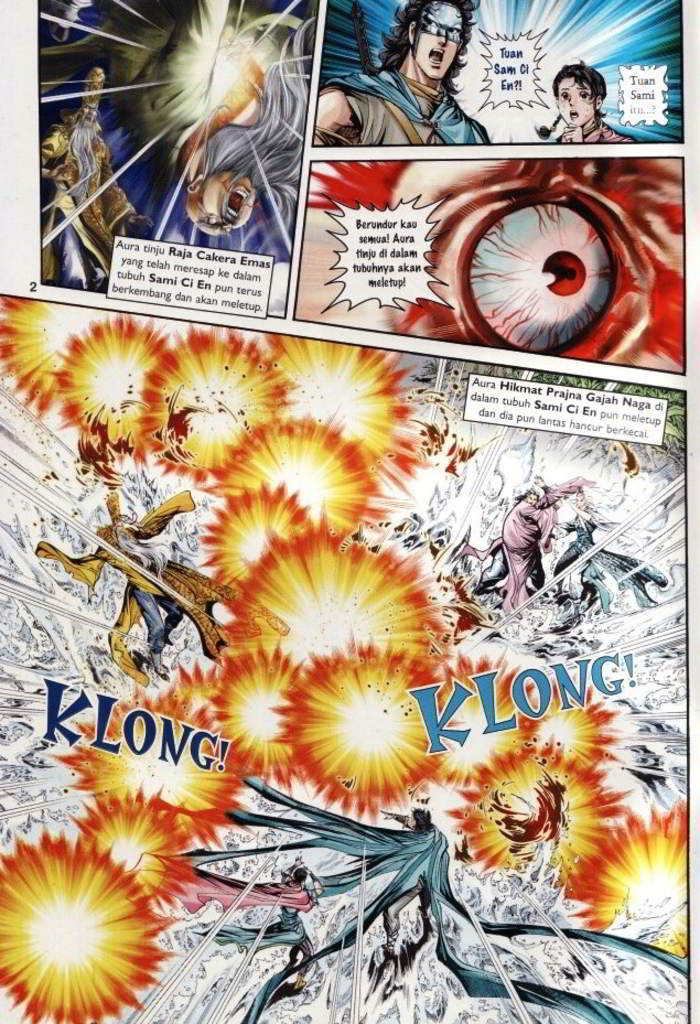 Tuan
Sam Ci
En?!
Tuan
Sami
itu...?
Aura tinju Raja Cakera Emas
yang telah meresap ke dalam
tubuh Sami Ci En pun terus
berkembang dan akan meletup.
Berundur kau
semua! Aura
tinju di dalam
tubuhnya akan
meletup!
2
Aura Hikmat Prajna Gajah Naga di
dalam tubuh Sami Ci En pun meletup
dan dia pun lantas hancur berkecai.
KLONG!
KLONG!